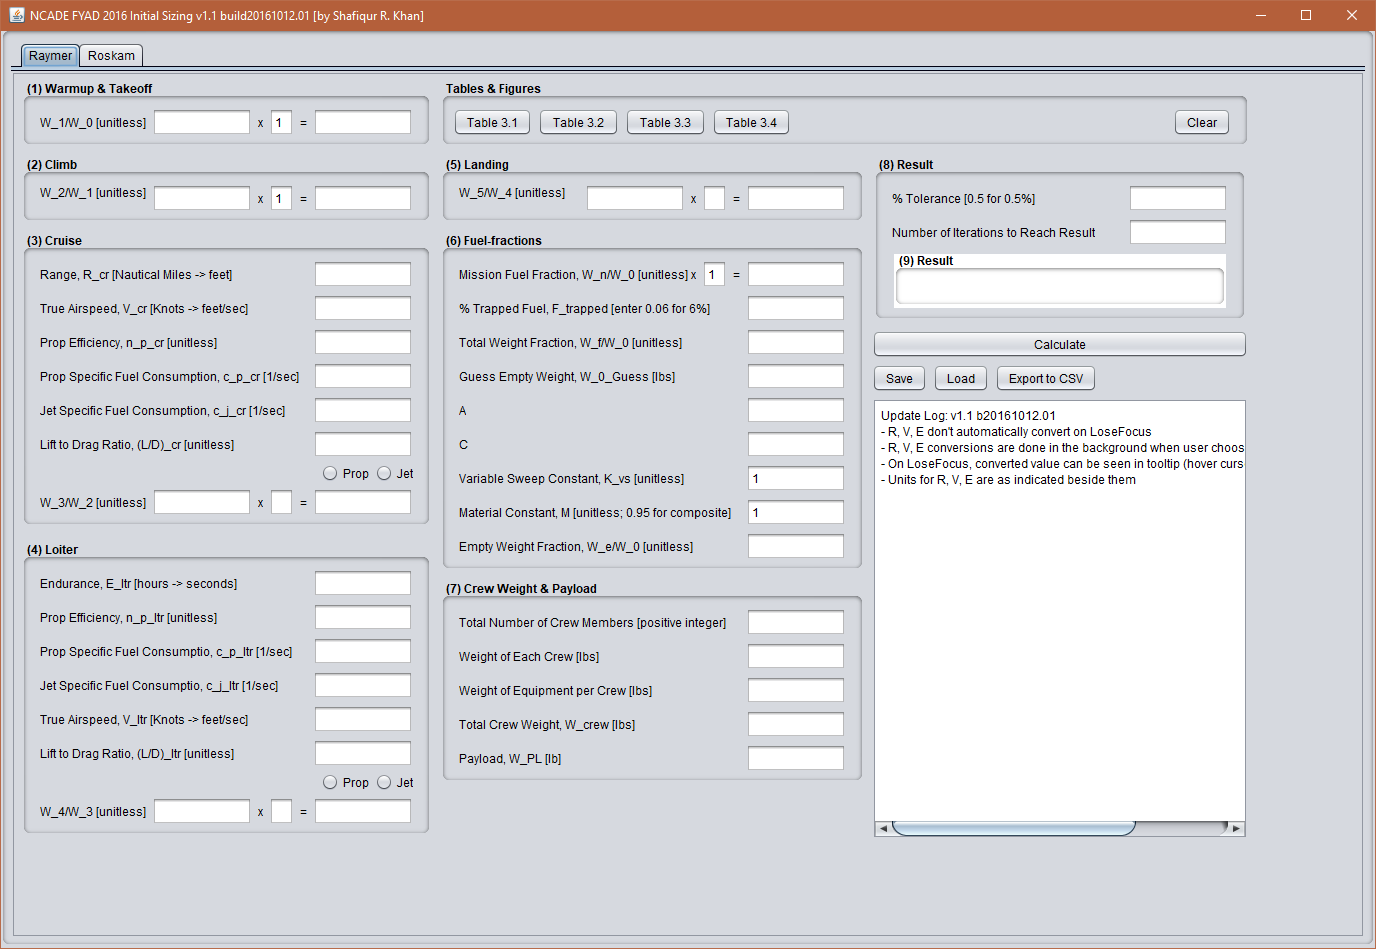 NCADE FYAD 2016 Initial Sizing v1.1 build20161012.01 [by Shafiqur R. Khan]
Raymer Roskam
(1) Warmup & Takeoff
W_1/W_0 [unitless] x 1 =
(2) Climb
W_2/W_1 [unitless] x 1 =
(3) Cruise
Range, R_cr [Nautical Miles -> feet]
True Airspeed, V_cr [Knots -> feet/sec]
Prop Efficiency, n_p_cr [unitless]
Prop Specific Fuel Consumption, c_p_cr [1/sec]
Jet Specific Fuel Consumption, c_j_cr [1/sec]
Lift to Drag Ratio, (L/D)_cr [unitless]
Prop Jet
W_3/W_2 [unitless] x =
(4) Loiter
Endurance, E_ltr [hours -> seconds]
Prop Efficiency, n_p_ltr [unitless]
Prop Specific Fuel Consumptio, c_p_ltr [1/sec]
Jet Specific Fuel Consumptio, c_j_ltr [1/sec]
True Airspeed, V_ltr [Knots -> feet/sec]
Lift to Drag Ratio, (L/D)_ltr [unitless]
Prop Jet
W_4/W_3 [unitless] x =
Tables & Figures
Table 3.1 Table 3.2 Table 3.3 Table 3.4 Clear
(5) Landing
W_5/W_4 [unitless] x =
(6) Fuel-fractions
Mission Fuel Fraction, W_n/W_0 [unitless] x 1 =
% Trapped Fuel, F_trapped [enter 0.06 for 6%]
Total Weight Fraction, W_f/W_0 [unitless]
Guess Empty Weight, W_0_Guess [lbs]
A
C
Variable Sweep Constant, K_vs [unitless] 1
Material Constant, M [unitless; 0.95 for composite] 1
Empty Weight Fraction, W_e/W_0 [unitless]
(7) Crew Weight & Payload
Total Number of Crew Members [positive integer]
Weight of Each Crew [lbs]
Weight of Equipment per Crew [lbs]
Total Crew Weight, W_crew [lbs]
Payload, W_PL [lb]
(8) Result
% Tolerance [0.5 for 0.5%]
Number of Iterations to Reach Result
(9) Result
Calculate
Save Load Export to CSV
Update Log: v1.1 b20161012.01
- R, V, E don't automatically convert on LoseFocus
- R, V, E conversions are done in the background when user choos
- On LoseFocus, converted value can be seen in tooltip (hover curs
- Units for R, V, E are as indicated beside them